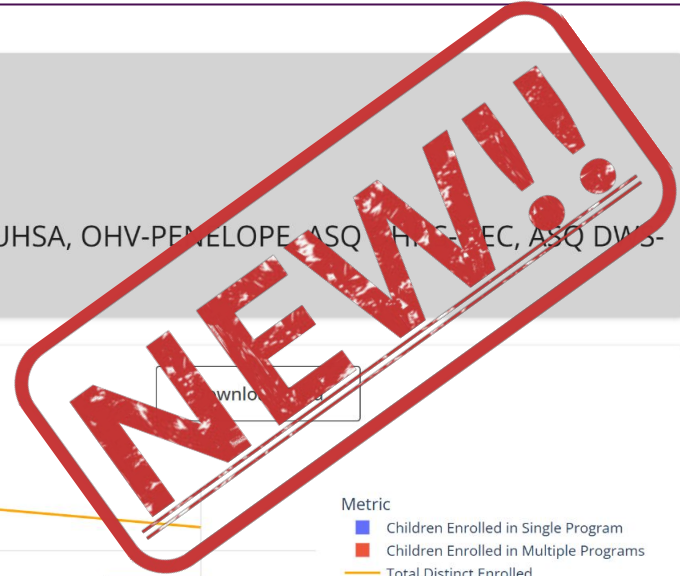 NEW!!
UHSA, OHV-PENELOPE, ASQ DWS-
Metric
Children Enrolled in Single Program
Children Enrolled in Multiple Programs
Total Distinct Enrolled